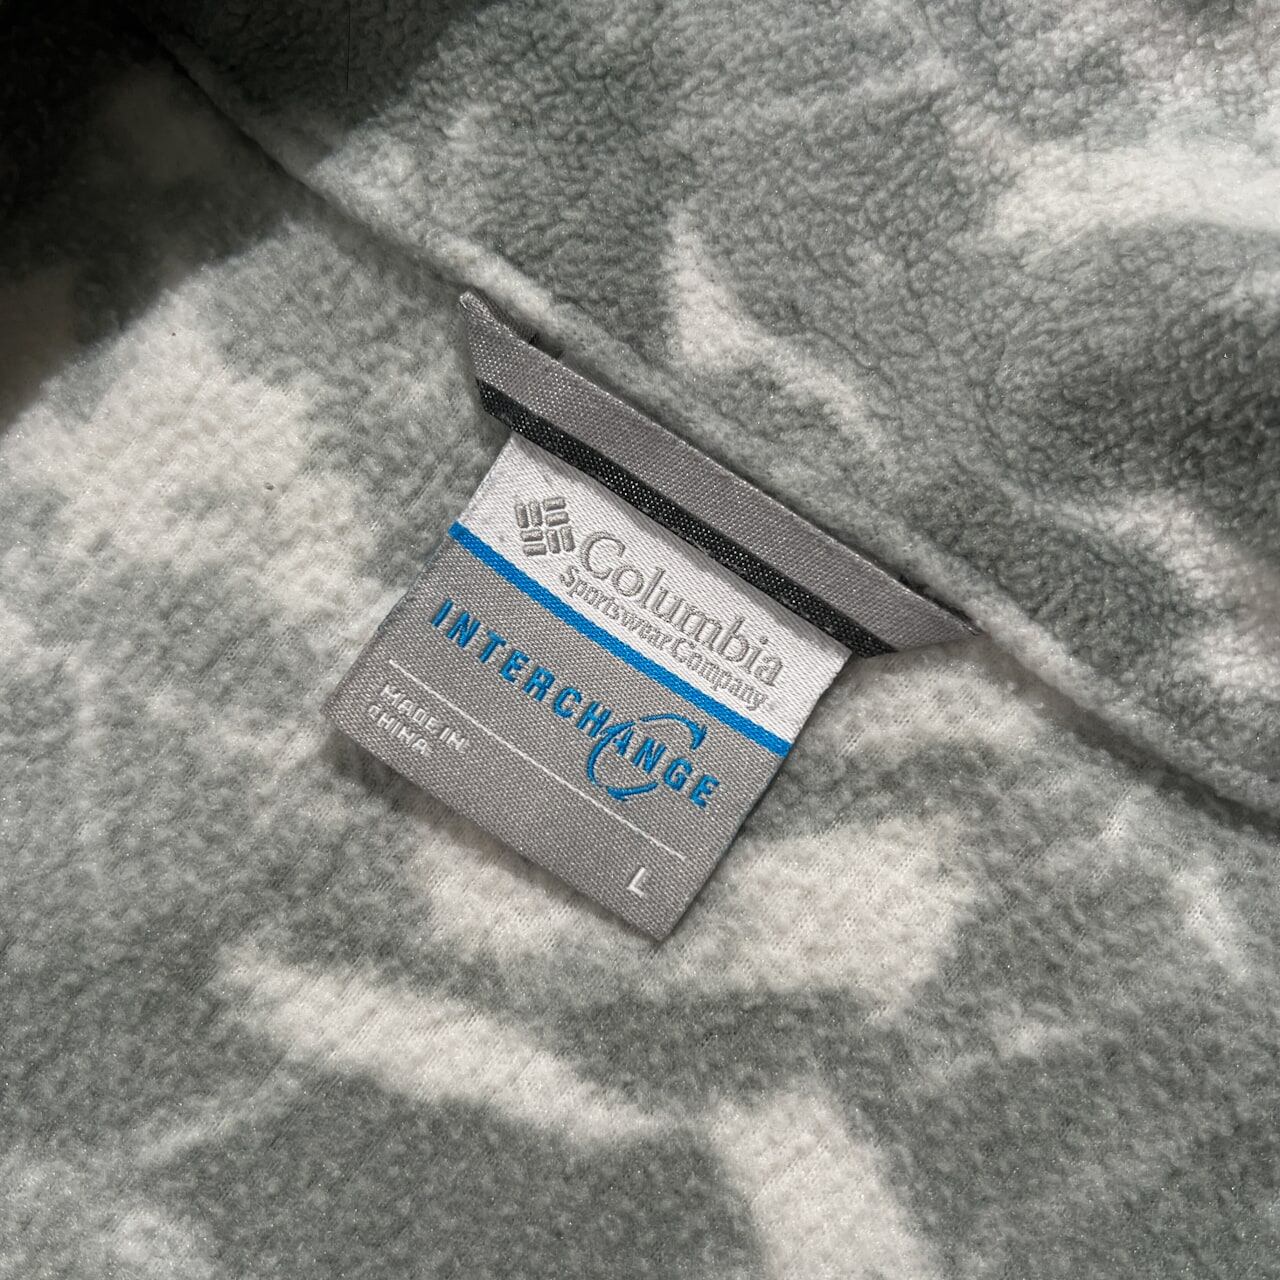 Columbia
Sportswear Company
INTERCHANGE
MADE IN
CHINA
L